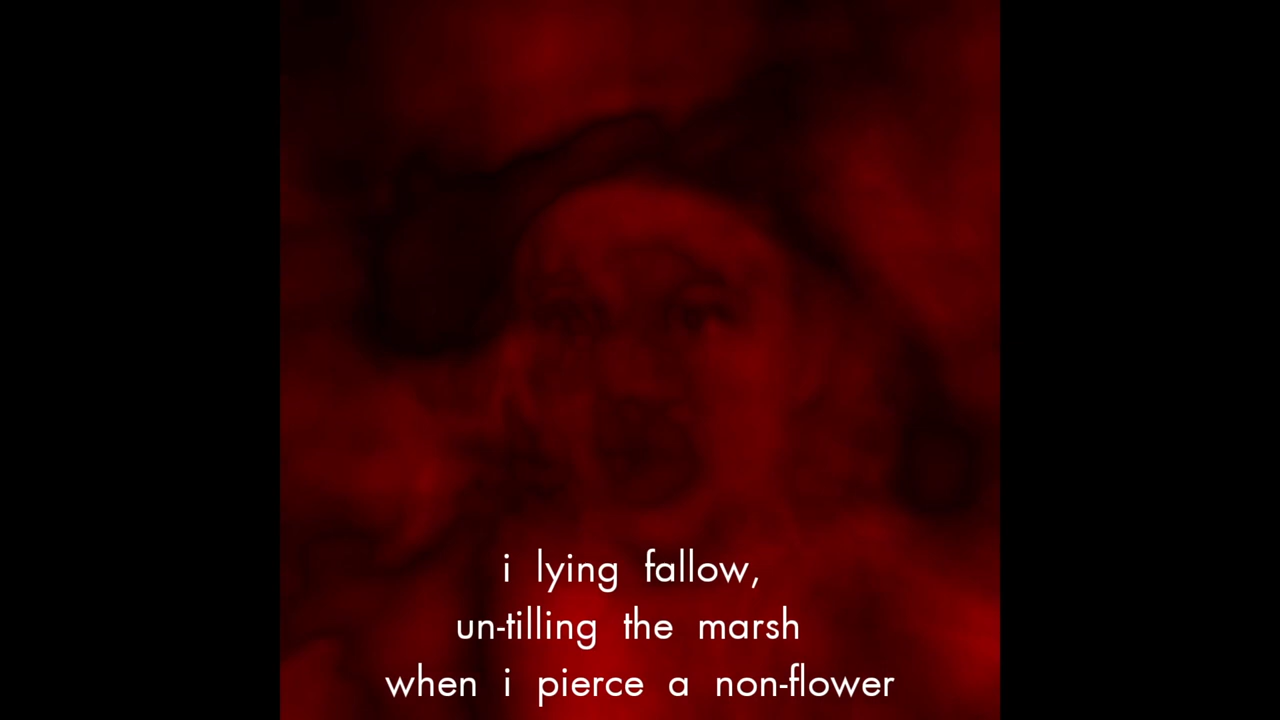 i lying fallow,
un-tilling the marsh
when i pierce a non-flower